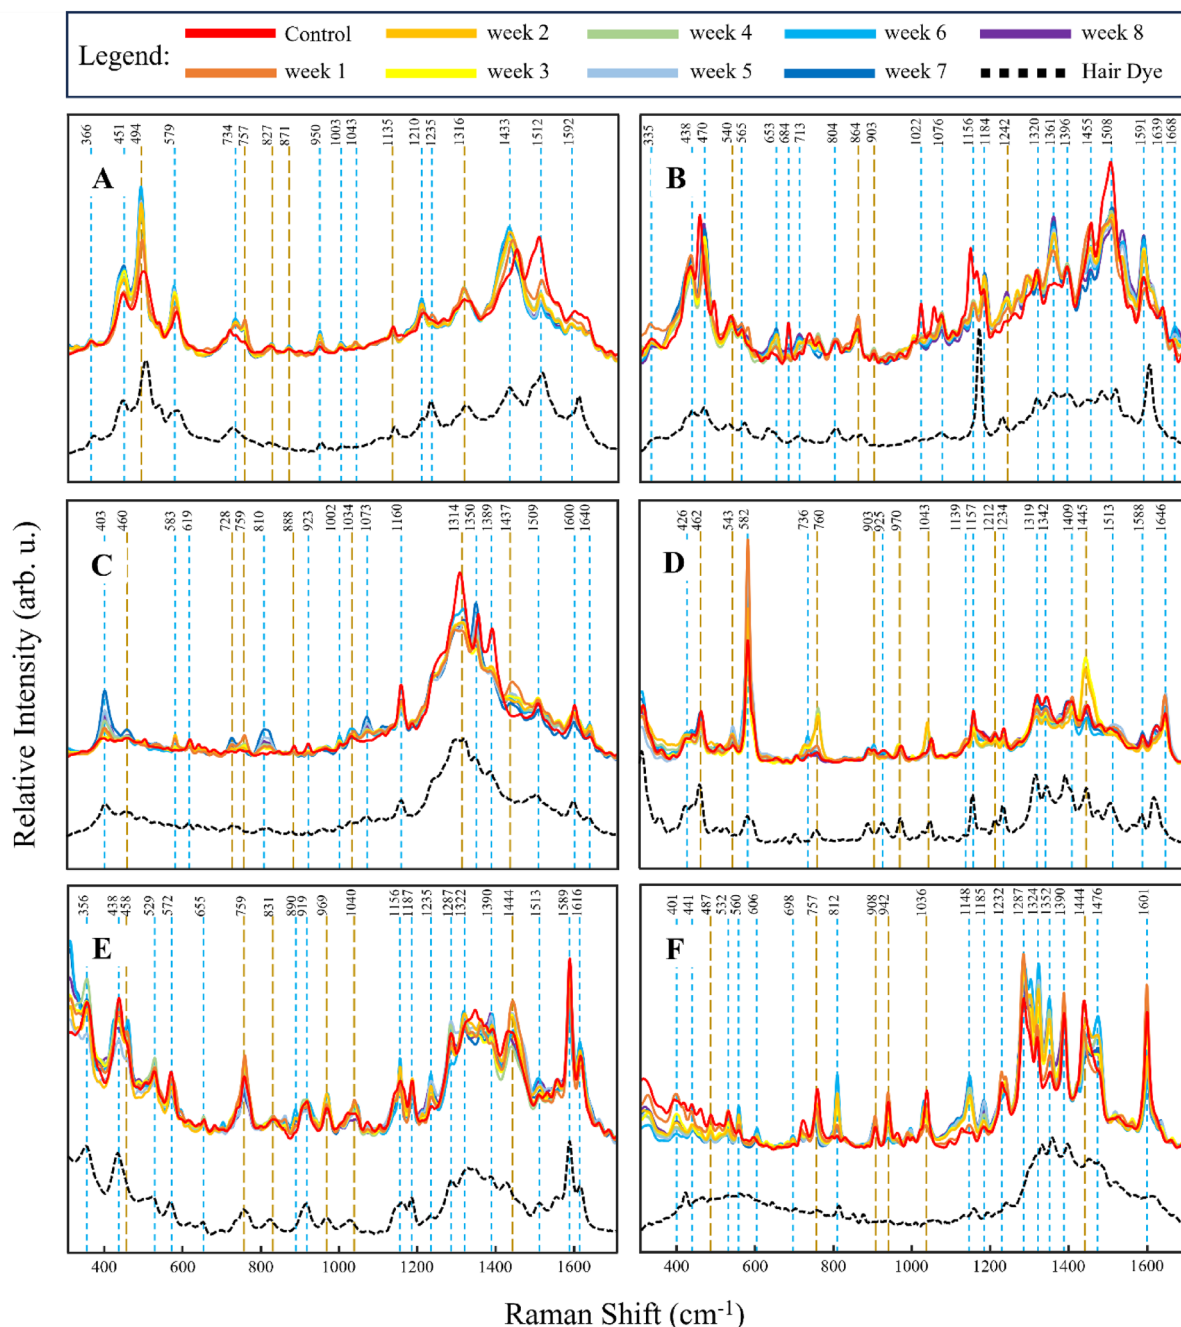 Legend: Control week 2 week 4 week 6 week 8
week 1 week 3 week 5 week 7 Hair Dye
366 451 494 579 734 757 827 871 950 1003 1043 1135 1210 1235 1316 1433 1512 1592
A
335 438 470 540 565 653 684 713 804 864 903 1022 1076 1156 1184 1242 1320 1361 1396 1455 1508 1591 1639 1668
B
403 460 583 619 728 759 810 888 923 1002 1034 1073 1160 1314 1350 1389 1437 1509 1600 1640
C
426 462 543 582 736 760 903 925 970 1043 1139 1157 1212 1234 1319 1342 1409 1445 1513 1588 1646
D
356 438 458 529 572 655 759 831 890 919 969 1040 1156 1187 1235 1287 1322 1390 1444 1513 1589 1616
E
401 441 487 532 560 606 698 757 812 908 942 1036 1148 1185 1232 1287 1324 1352 1390 1444 1476 1601
F
Relative Intensity (arb. u.)
400 600 800 1000 1200 1400 1600
400 600 800 1000 1200 1400 1600
Raman Shift (cm⁻¹)